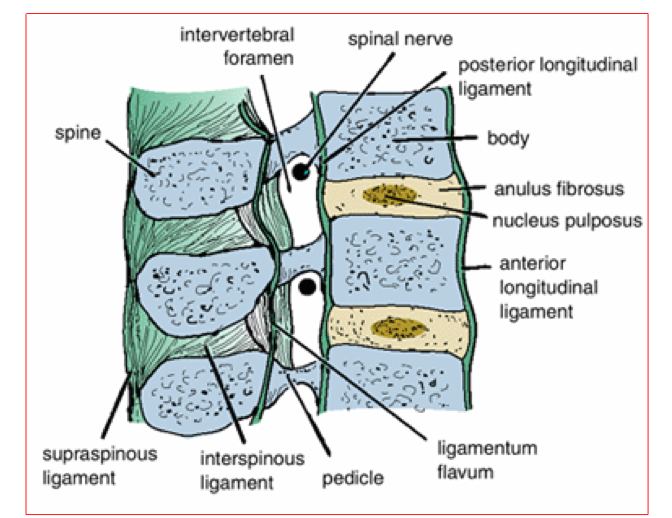 intervertebral
foramen
spinal nerve
posterior longitudinal
ligament
spine
body
anulus fibrosus
nucleus pulposus
anterior
longitudinal
ligament
supraspinous
ligament
interspinous
ligament
pedicle
ligamentum
flavum